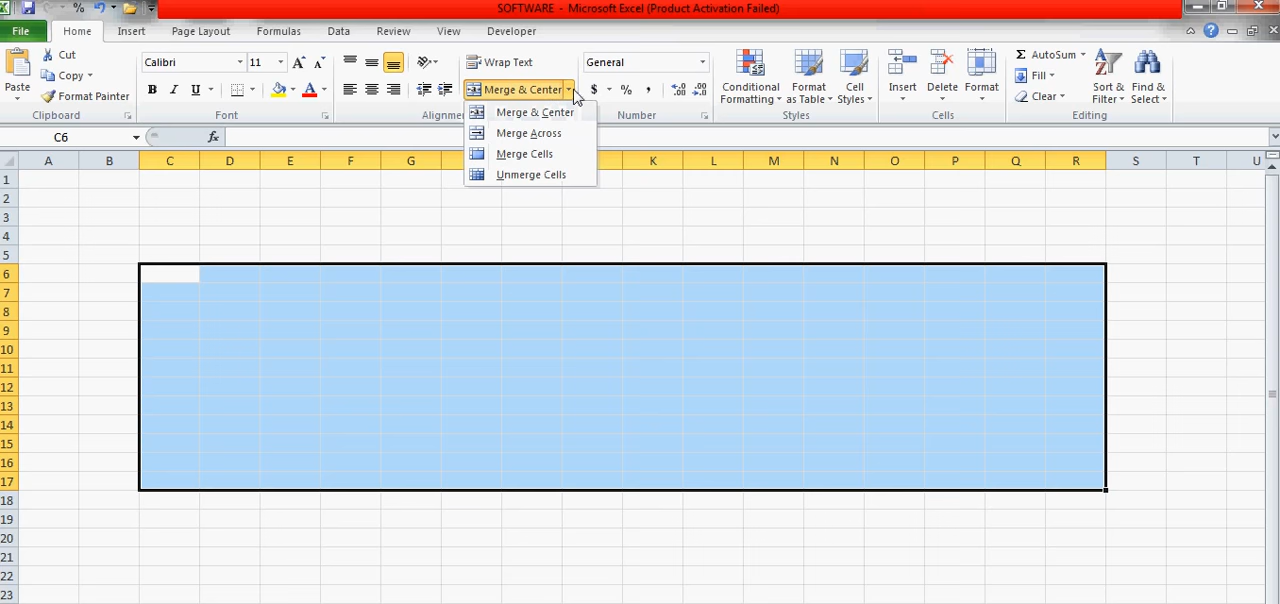 SOFTWARE - Microsoft Excel (Product Activation Failed)
File Home Insert Page Layout Formulas Data Review View Developer
Paste
Cut
Copy
Format Painter
Clipboard
Calibri 11
B I U
Font
Wrap Text
Merge & Center
Alignm
General
$ % ,
Number
Conditional Formatting
Format as Table
Cell Styles
Styles
Insert Delete Format
Cells
AutoSum
Fill
Clear
Sort & Filter
Find & Select
Editing
Merge & Center
Merge Across
Merge Cells
Unmerge Cells
C6 fx
A B C D E F G K L M N O P Q R S T U
1
2
3
4
5
6
7
8
9
10
11
12
13
14
15
16
17
18
19
20
21
22
23